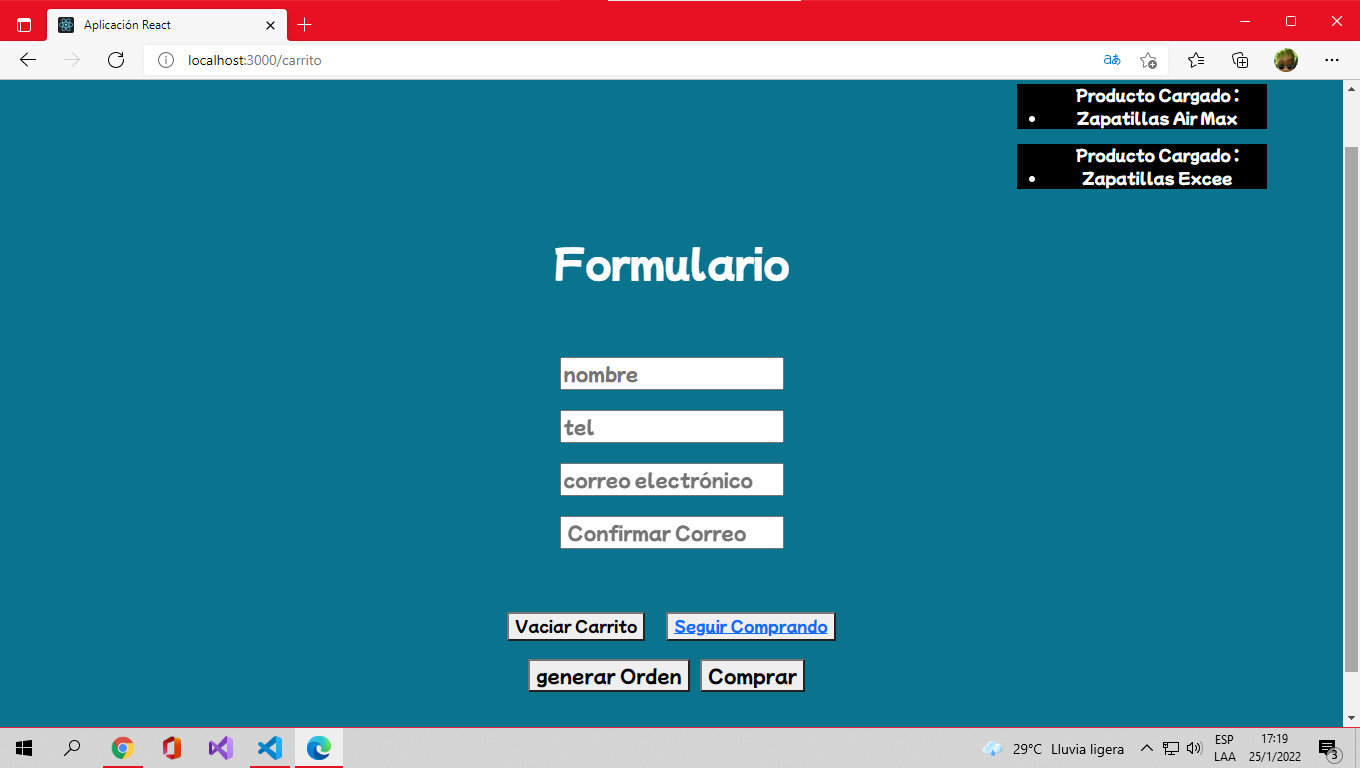 Aplicación React
localhost:3000/carrito
aあ
Producto Cargado:
• Zapatillas Air Max
Producto Cargado:
• Zapatillas Excee
Formulario
nombre
tel
correo electrónico
Confirmar Correo
Vaciar Carrito Seguir Comprando
generar Orden Comprar
29°C Lluvia ligera
ESP
LAA
17:19
25/1/2022
3